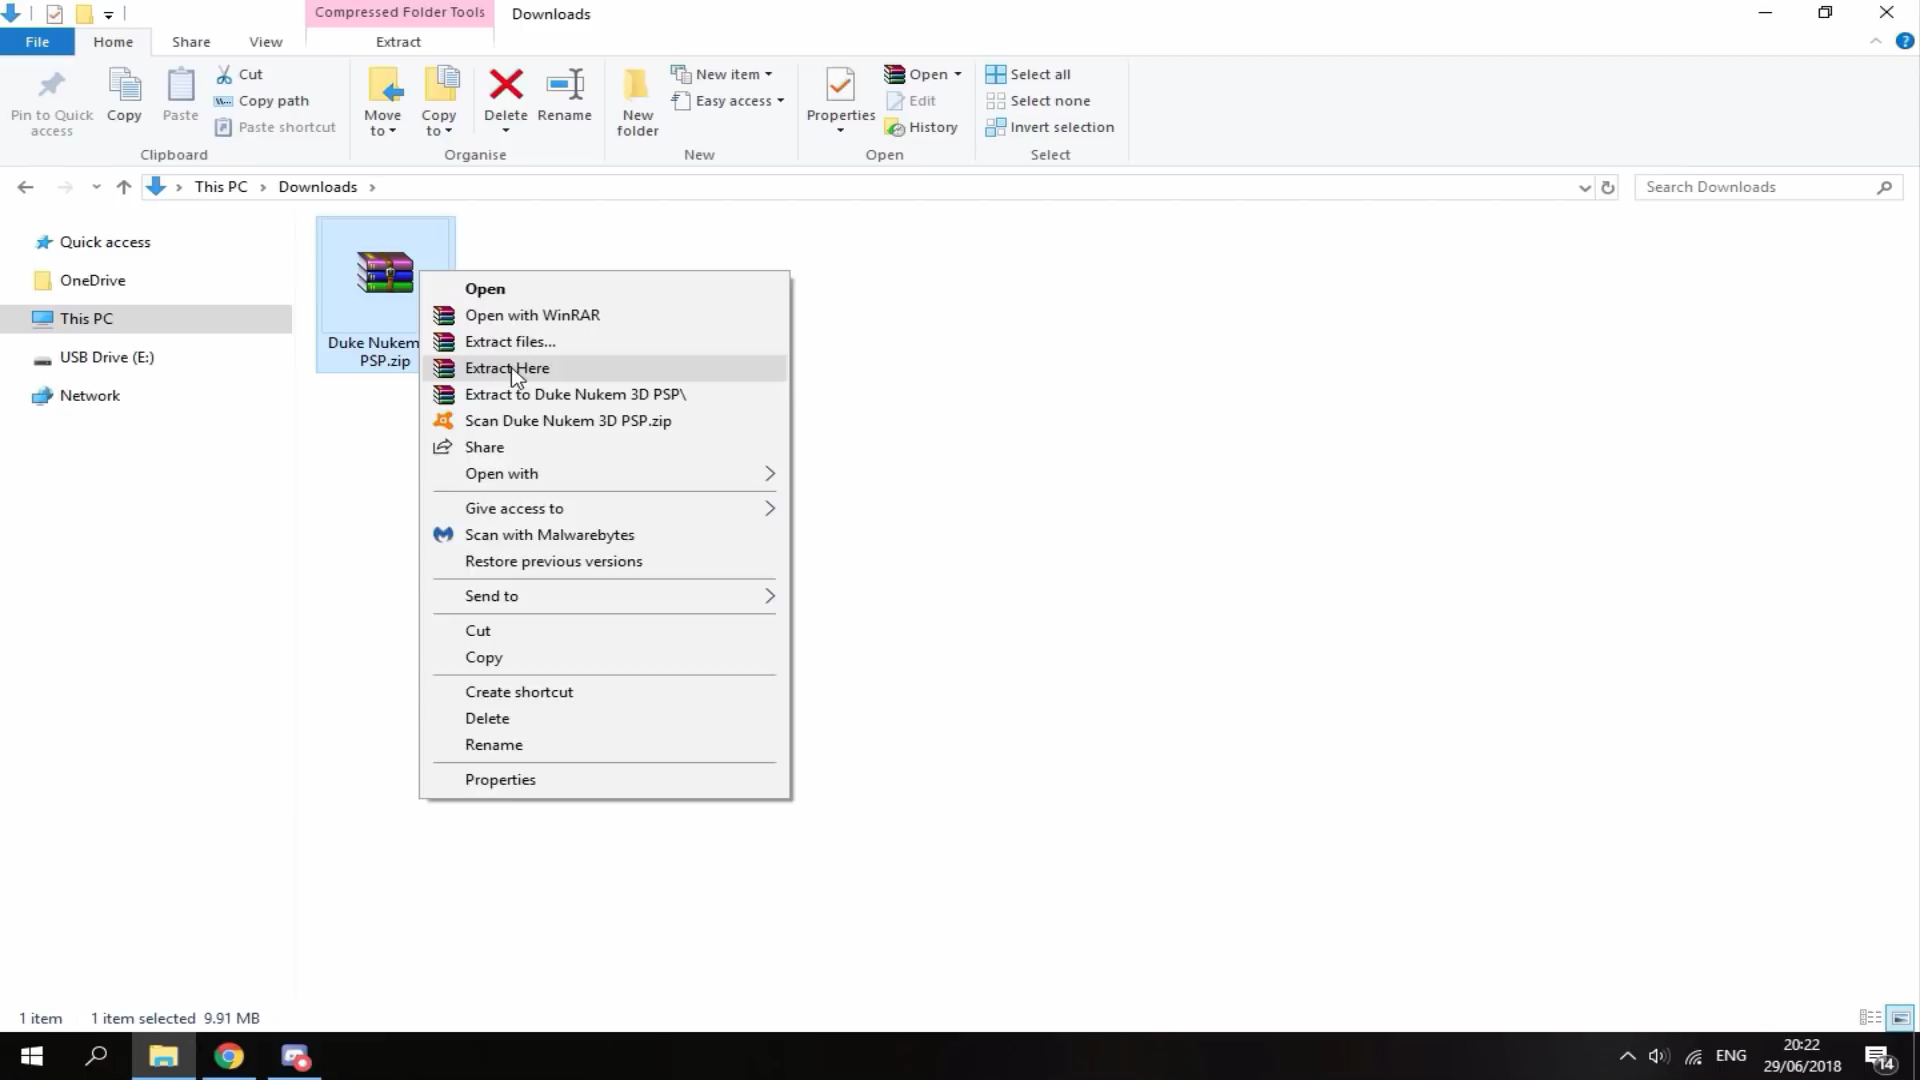 Compressed Folder Tools
Downloads
File
Home
Share
View
Extract
Pin to Quick access
Copy
Paste
Cut
Copy path
Paste shortcut
Clipboard
Move to
Copy to
Delete
Rename
Organise
New folder
New item
Easy access
New
Properties
Open
Edit
History
Open
Select all
Select none
Invert selection
Select
This PC
Downloads
Search Downloads
Quick access
OneDrive
This PC
USB Drive (E:)
Network
Duke Nukem
PSP.zip
Open
Open with WinRAR
Extract files...
Extract Here
Extract to Duke Nukem 3D PSP\
Scan Duke Nukem 3D PSP.zip
Share
Open with
Give access to
Scan with Malwarebytes
Restore previous versions
Send to
Cut
Copy
Create shortcut
Delete
Rename
Properties
1 item
1 item selected 9.91 MB
ENG
20:22
29/06/2018
14